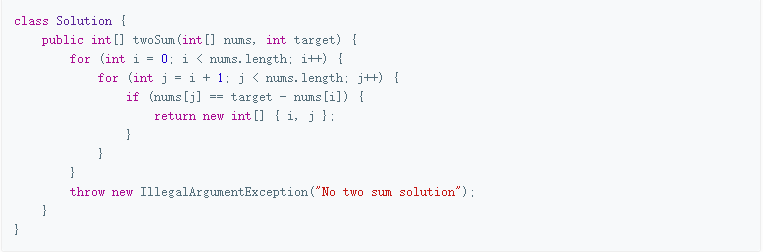 class Solution {
    public int[] twoSum(int[] nums, int target) {
        for (int i = 0; i < nums.length; i++) {
            for (int j = i + 1; j < nums.length; j++) {
                if (nums[j] == target - nums[i]) {
                    return new int[] { i, j };
                }
            }
        }
        throw new IllegalArgumentException("No two sum solution");
    }
}